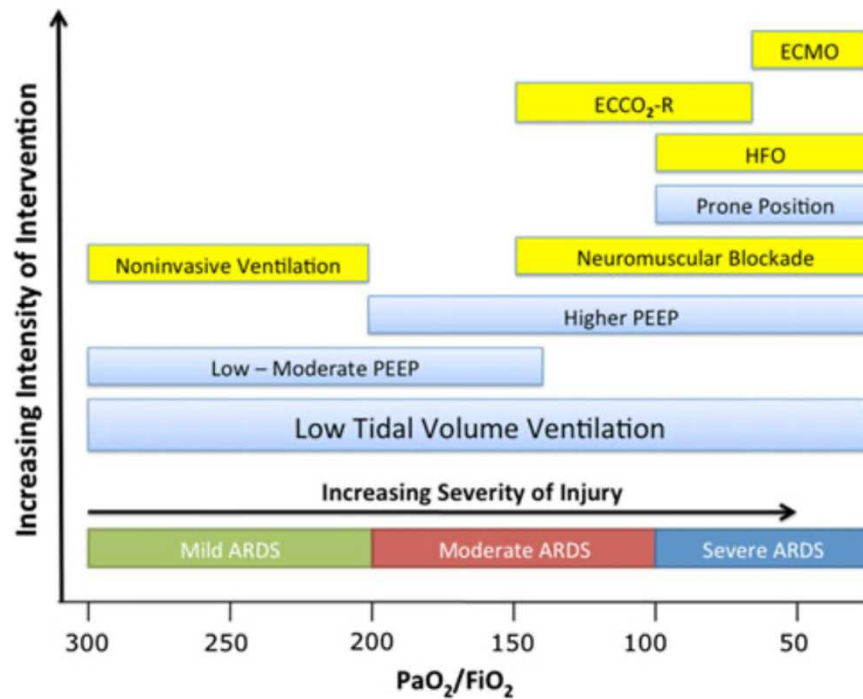 Increasing Intensity of Intervention
ECMO
ECCO₂-R
HFO
Prone Position
Neuromuscular Blockade
Noninvasive Ventilation
Higher PEEP
Low – Moderate PEEP
Low Tidal Volume Ventilation
Increasing Severity of Injury
Mild ARDS Moderate ARDS Severe ARDS
300 250 200 150 100 50
PaO₂/FiO₂